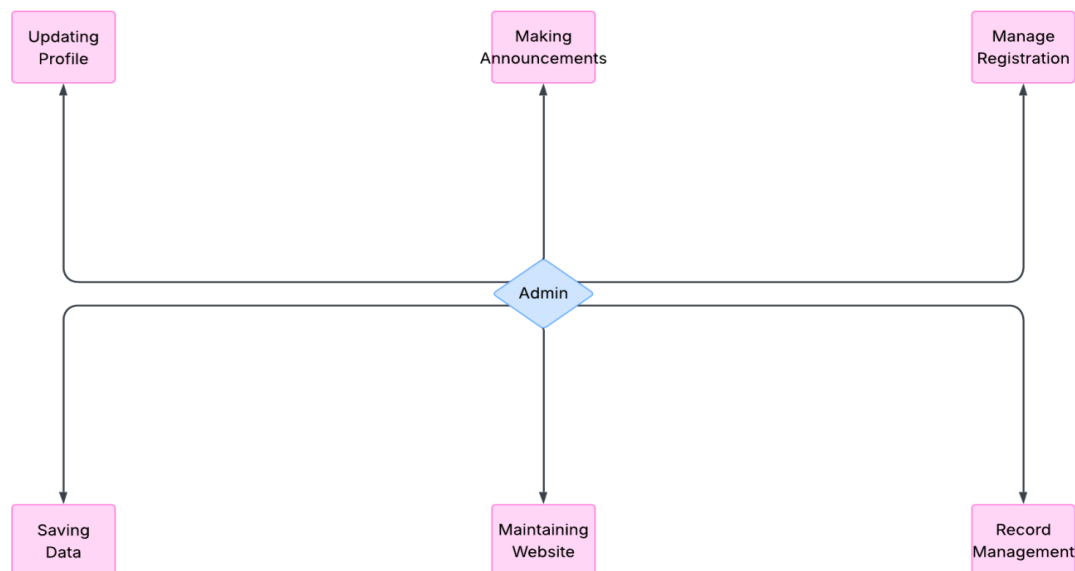 Updating
Profile
Making
Announcements
Manage
Registration
Admin
Saving
Data
Maintaining
Website
Record
Management